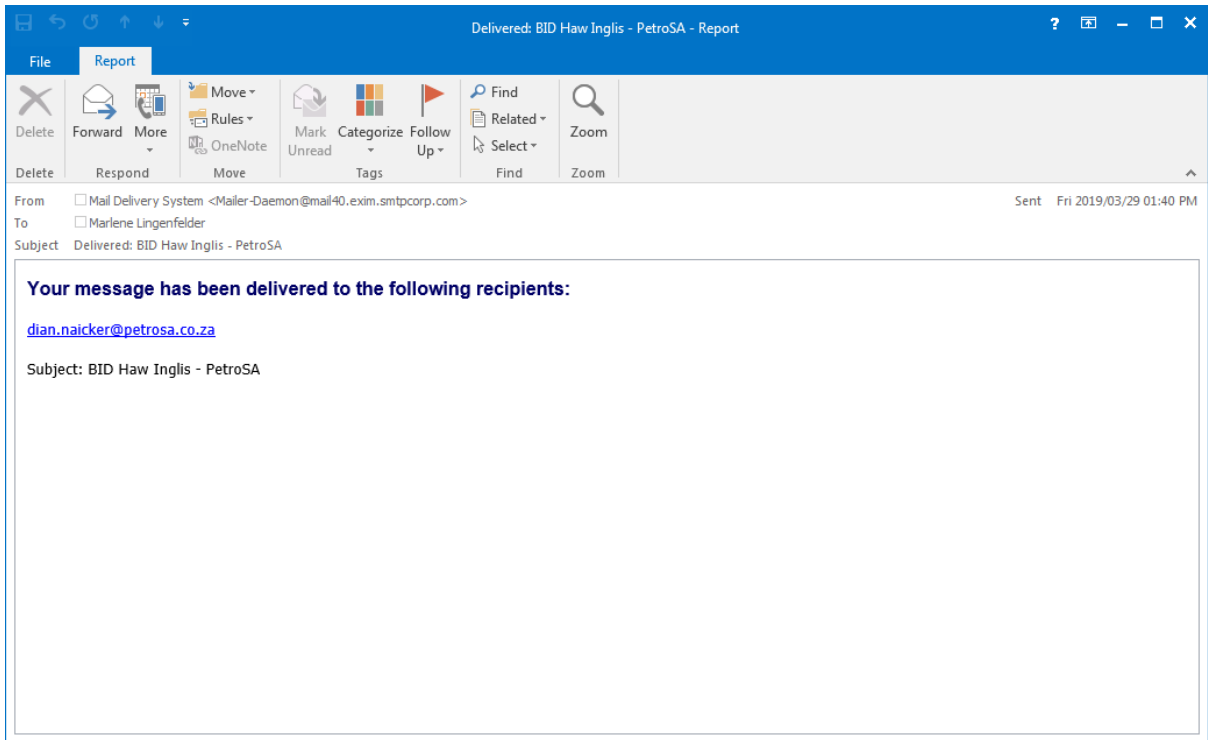 Delivered: BID Haw Inglis - PetroSA - Report
?
File Report
Delete Forward More Move Rules OneNote Mark Unread Categorize Follow Up Find Related Select Zoom
Delete Respond Move Tags Find Zoom
From Mail Delivery System <Mailer-Daemon@mail40.exim.smtpcorp.com> Sent Fri 2019/03/29 01:40 PM
To Marlene Lingenfelder
Subject Delivered: BID Haw Inglis - PetroSA
Your message has been delivered to the following recipients:
dian.naicker@petrosa.co.za
Subject: BID Haw Inglis - PetroSA